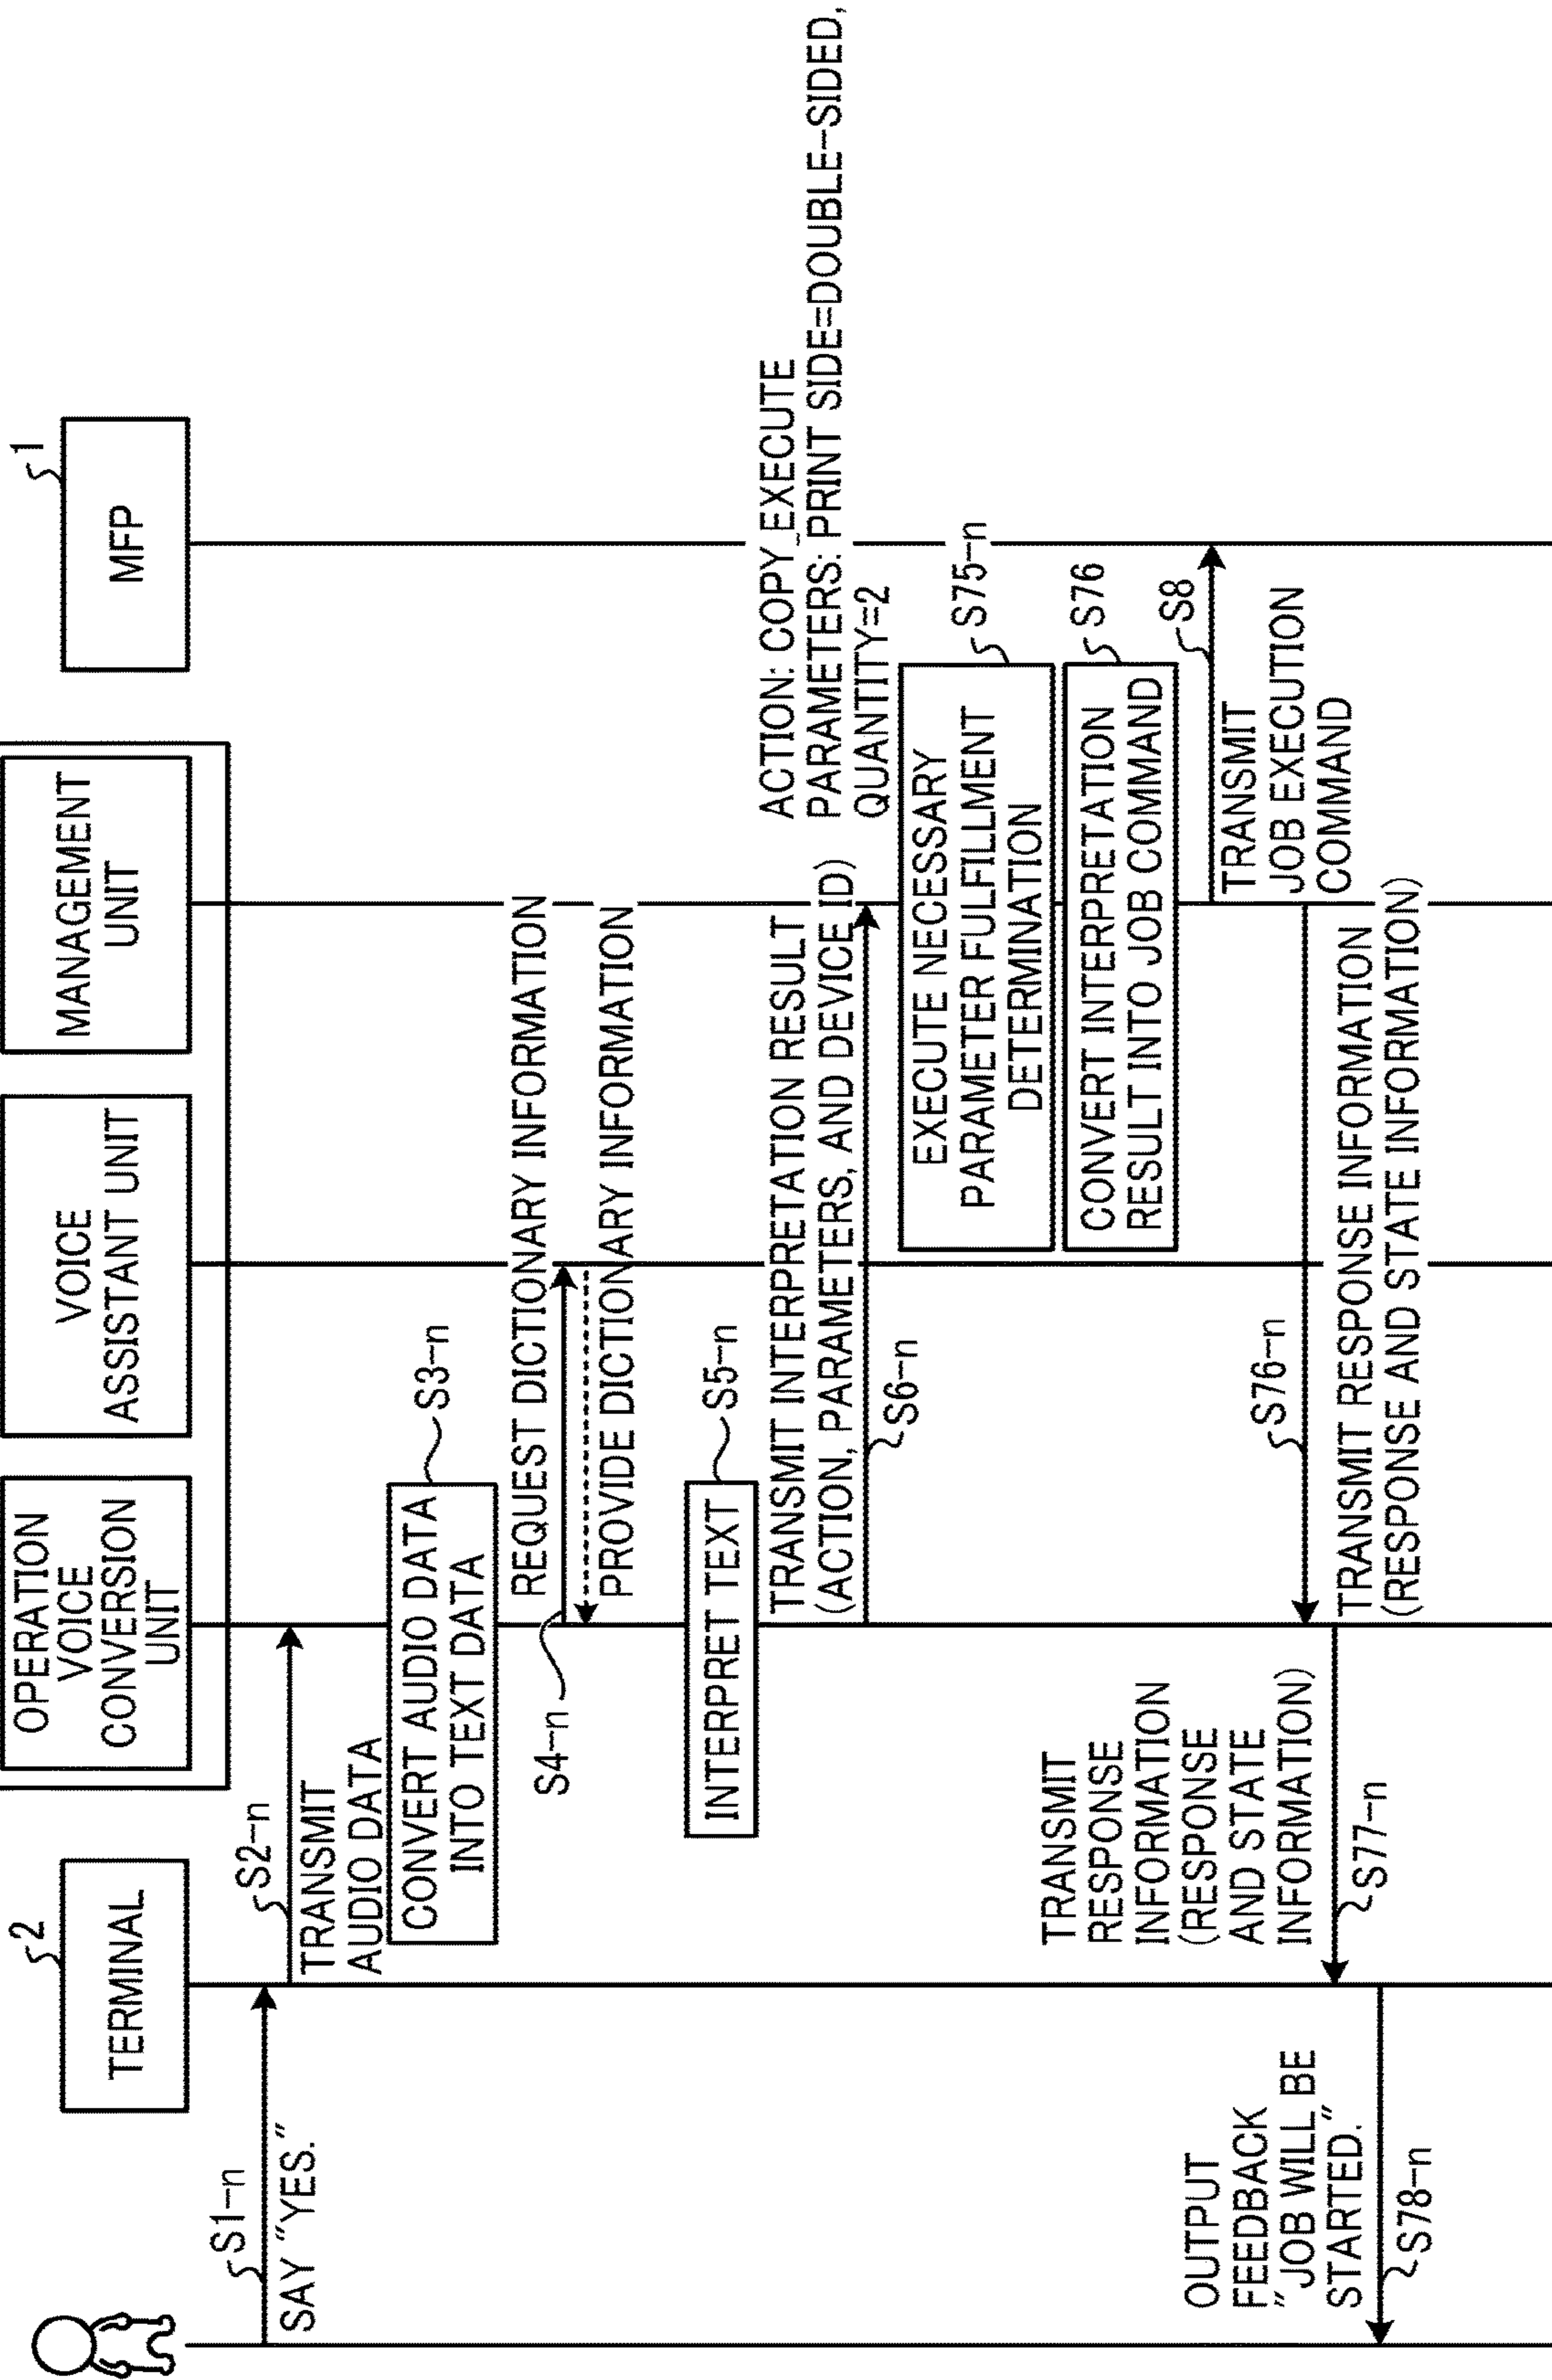 2
TERMINAL
OPERATION
VOICE
CONVERSION
UNIT
VOICE
ASSISTANT UNIT
MANAGEMENT
UNIT
1
MFP
S1-n
SAY "YES."
S2-n
TRANSMIT
AUDIO DATA
S3-n
CONVERT AUDIO DATA
INTO TEXT DATA
REQUEST DICTIONARY INFORMATION
S4-n
PROVIDE DICTIONARY INFORMATION
S5-n
INTERPRET TEXT
TRANSMIT INTERPRETATION RESULT
(ACTION, PARAMETERS, AND DEVICE ID)
S6-n
ACTION: COPY_EXECUTE
PARAMETERS: PRINT SIDE=DOUBLE-SIDED,
QUANTITY=2
EXECUTE NECESSARY
PARAMETER FULFILLMENT
DETERMINATION
S75-n
CONVERT INTERPRETATION
RESULT INTO JOB COMMAND
S76
S8
TRANSMIT
JOB EXECUTION
COMMAND
S76-n
TRANSMIT RESPONSE INFORMATION
(RESPONSE AND STATE INFORMATION)
TRANSMIT
RESPONSE
INFORMATION
(RESPONSE
AND STATE
INFORMATION)
S77-n
OUTPUT
FEEDBACK
"JOB WILL BE
STARTED."
S78-n